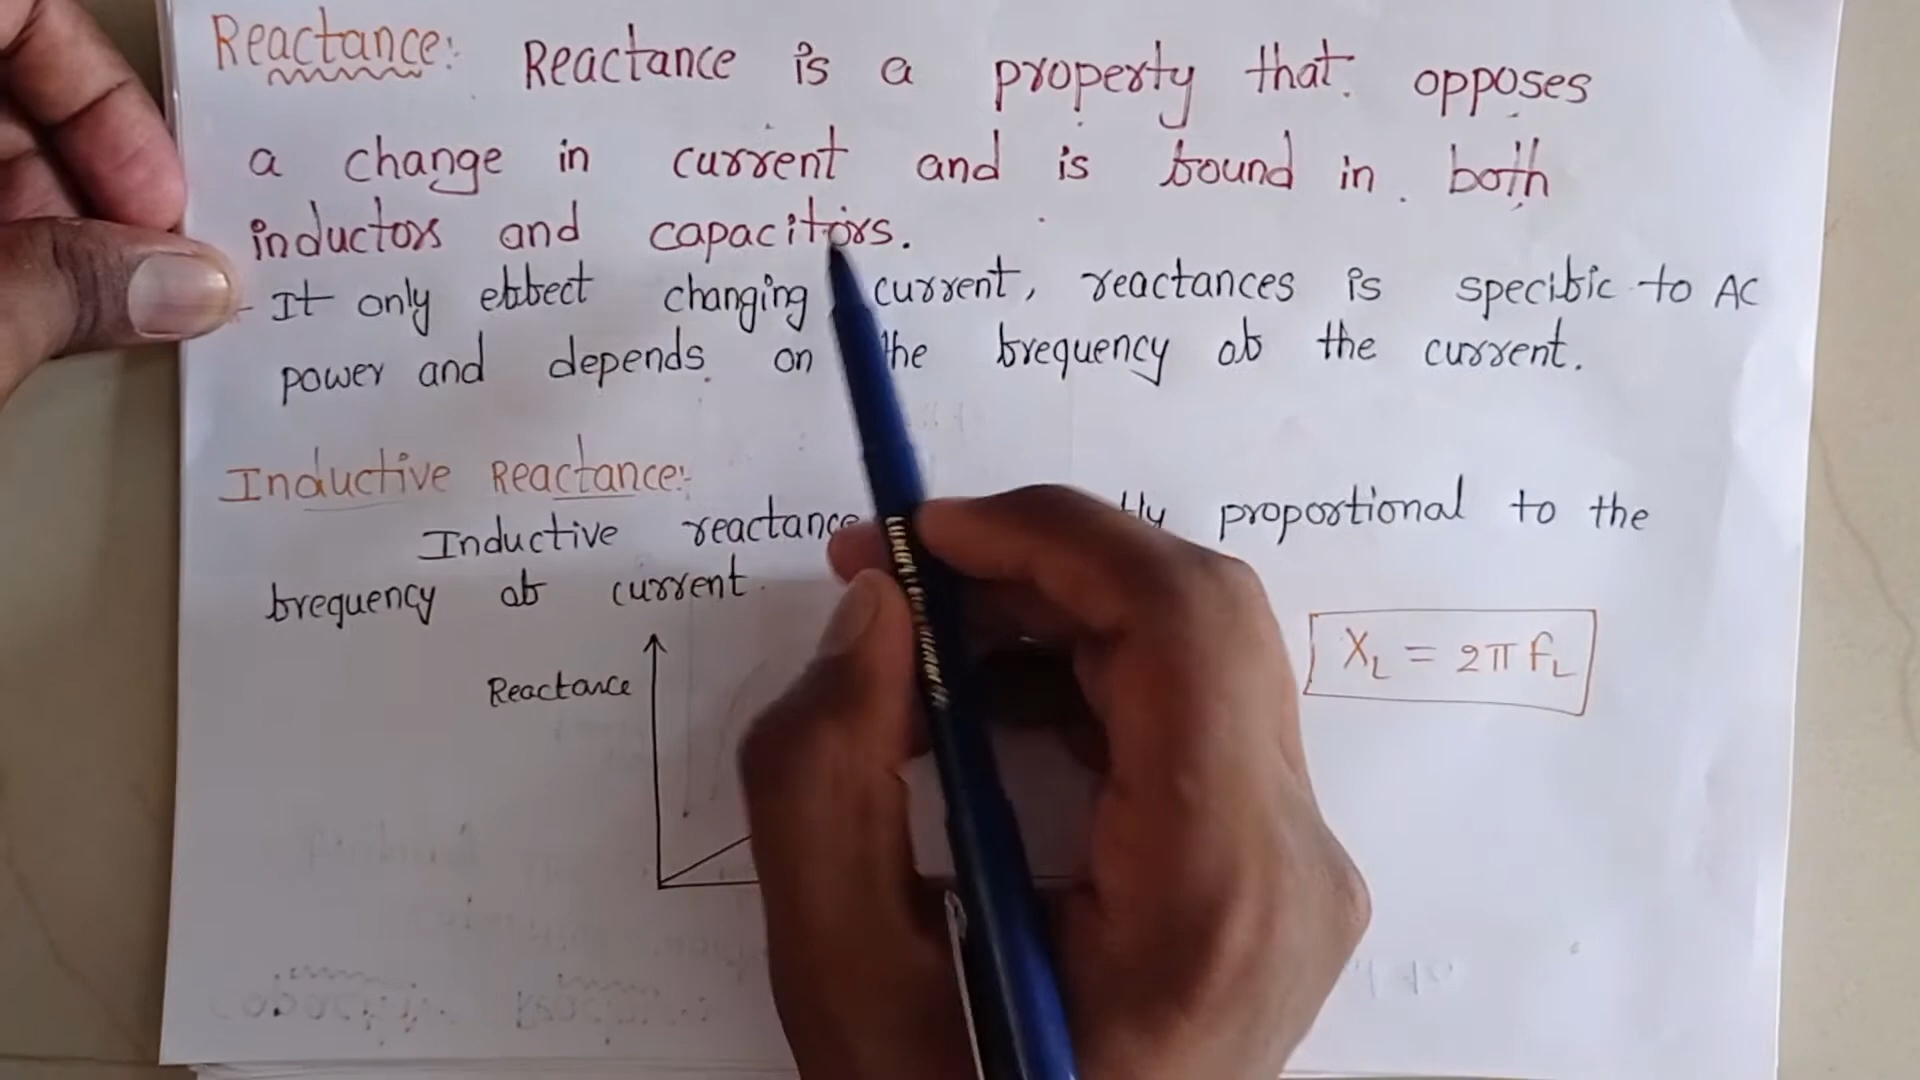 Reactance:
Reactance is a property that opposes
a change in current and is found in both
inductors and capacitors.
- It only effect changing current, reactances is specific to AC
power and depends on the frequency of the current.
Inductive Reactance:-
Inductive reactance proportional to the
frequency of current.
Reactance
X_L = 2π f_L